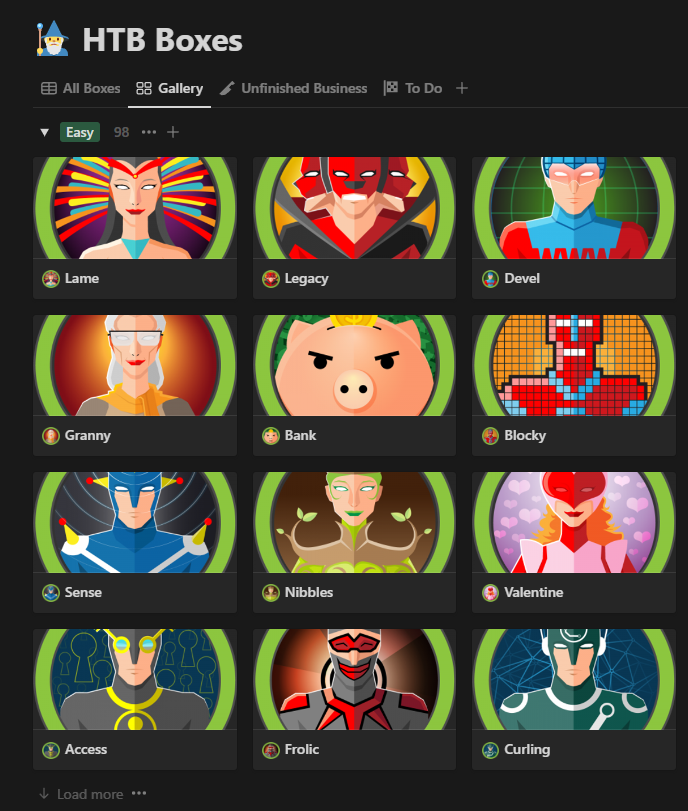 HTB Boxes
All Boxes Gallery Unfinished Business To Do
Easy 98
Lame Legacy Devel
Granny Bank Blocky
Sense Nibbles Valentine
Access Frolic Curling
Load more